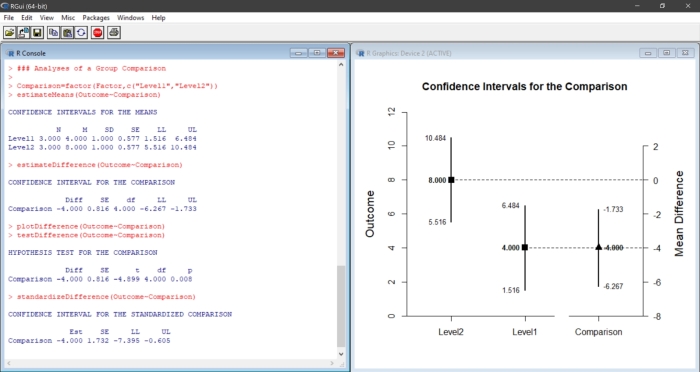 RGui (64-bit)
File Edit View Misc Packages Windows Help
R Console
> ### Analyses of a Group Comparison
>
> Comparison=factor(Factor,c("Level1","Level2"))
> estimateMeans(Outcome~Comparison)
CONFIDENCE INTERVALS FOR THE MEANS
N M SD SE LL UL
Level1 3.000 4.000 1.000 0.577 1.516 6.484
Level2 3.000 8.000 1.000 0.577 5.516 10.484
> estimateDifference(Outcome~Comparison)
CONFIDENCE INTERVAL FOR THE COMPARISON
Diff SE df LL UL
Comparison -4.000 0.816 4.000 -6.267 -1.733
> plotDifference(Outcome~Comparison)
> testDifference(Outcome~Comparison)
HYPOTHESIS TEST FOR THE COMPARISON
Diff SE t df p
Comparison -4.000 0.816 -4.899 4.000 0.008
> standardizeDifference(Outcome~Comparison)
CONFIDENCE INTERVAL FOR THE STANDARDIZED COMPARISON
Est SE LL UL
Comparison -4.000 1.732 -7.395 -0.605
>
R Graphics: Device 2 (ACTIVE)
Confidence Intervals for the Comparison
Outcome
12
10
8
6
4
2
0
10.484
8.000
5.516
6.484
4.000
1.516
-1.733
-4.000
-6.267
2
0
-2
-4
-6
-8
Mean Difference
Level2 Level1 Comparison